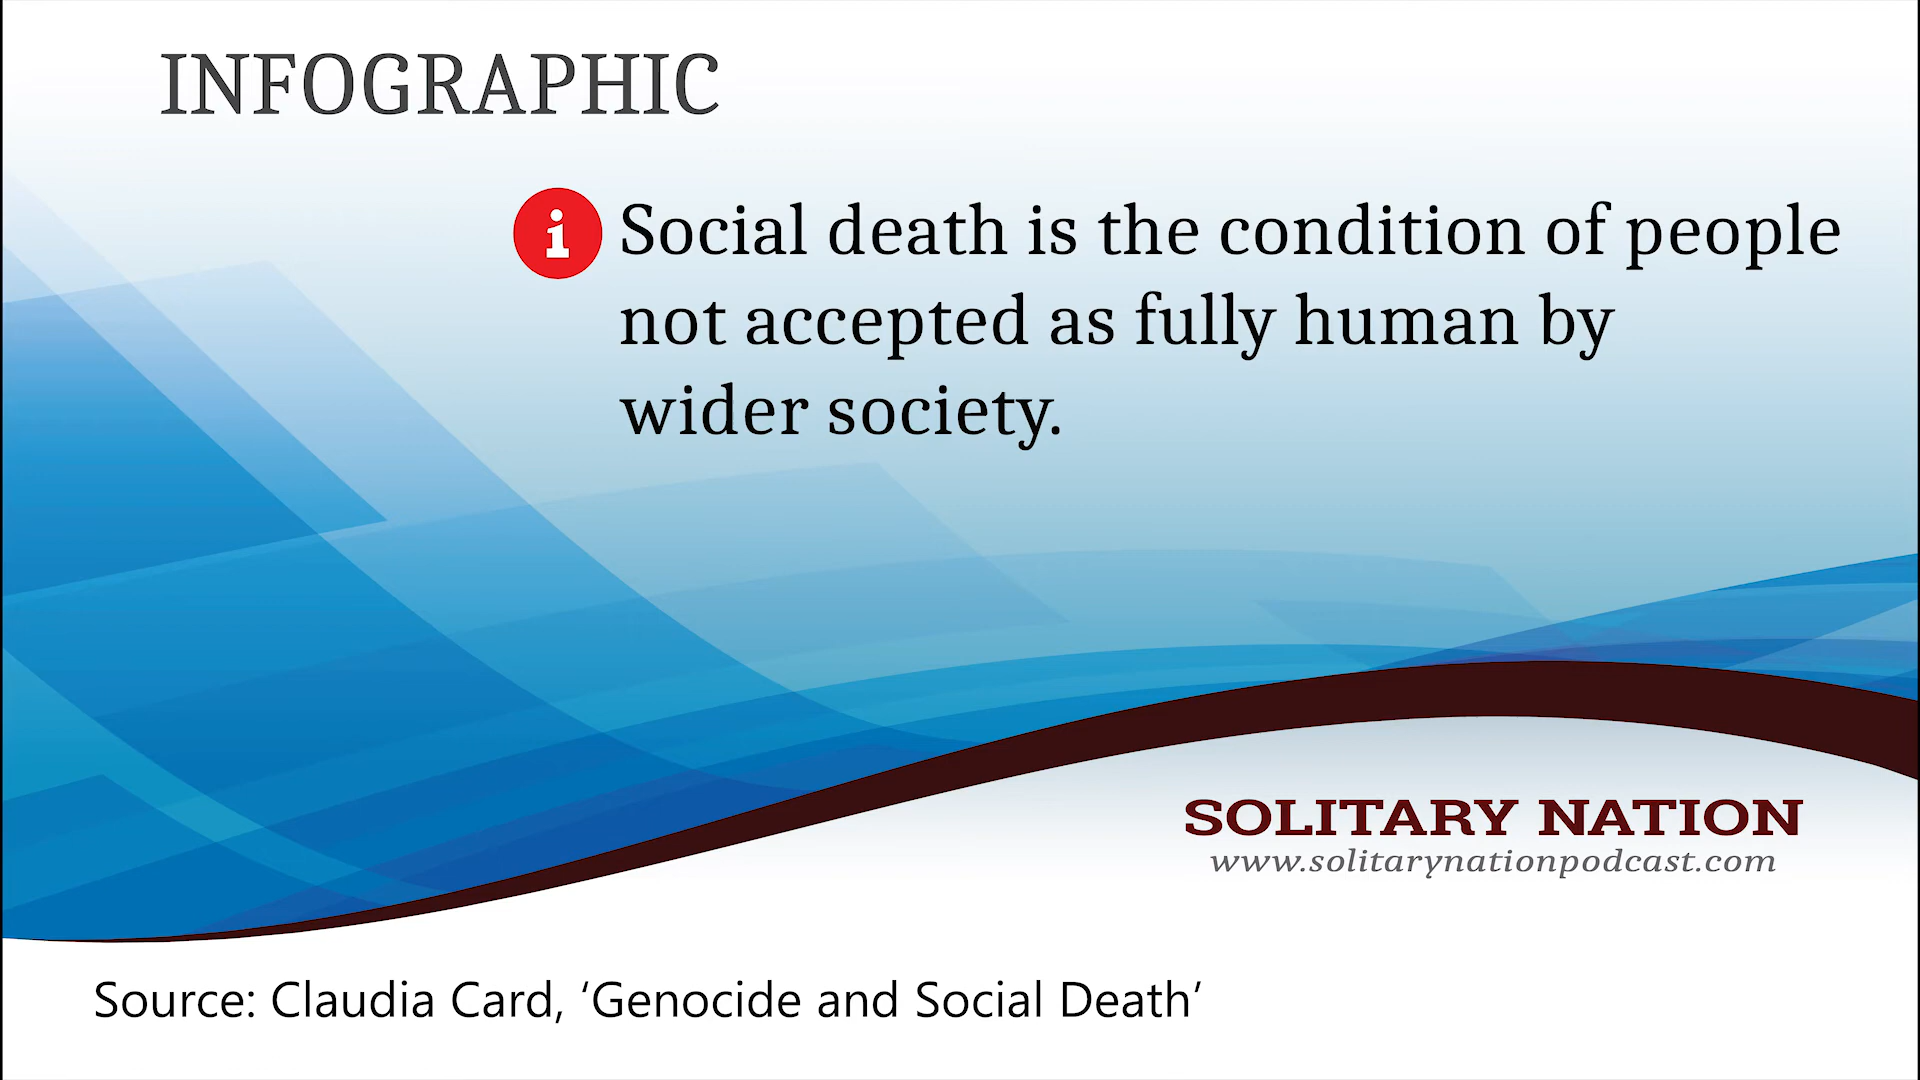 INFOGRAPHIC
i Social death is the condition of people
not accepted as fully human by
wider society.
SOLITARY NATION
www.solitarynationpodcast.com
Source: Claudia Card, ‘Genocide and Social Death’